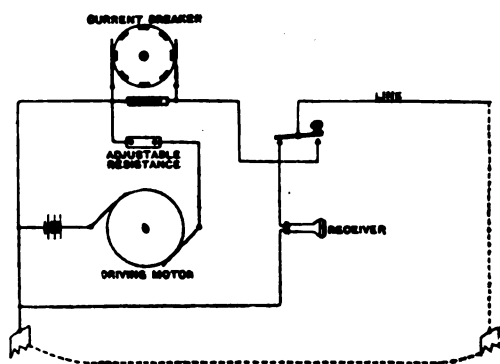 CURRENT BREAKER
LINE
ADJUSTABLE
RESISTANCE
RECEIVER
DRIVING MOTOR